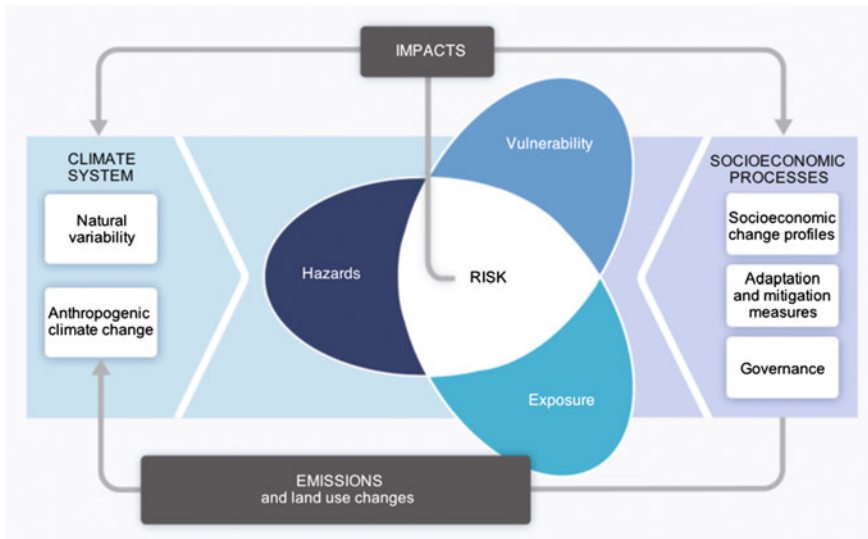 IMPACTS
CLIMATE
SYSTEM
Natural
variability
Anthropogenic
climate change
Vulnerability
Hazards
RISK
Exposure
SOCIOECONOMIC
PROCESSES
Socioeconomic
change profiles
Adaptation
and mitigation
measures
Governance
EMISSIONS
and land use changes